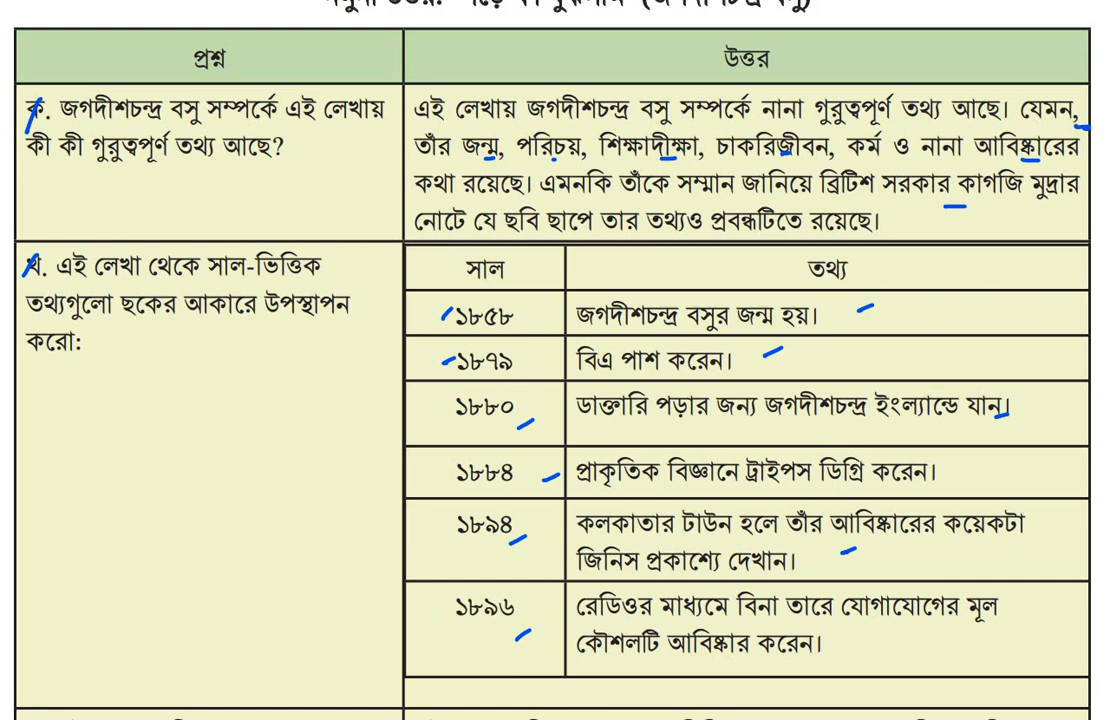 প্রশ্ন
উত্তর
ক. জগদীশচন্দ্র বসু সম্পর্কে এই লেখায়
কী কী গুরুত্বপূর্ণ তথ্য আছে?
এই লেখায় জগদীশচন্দ্র বসু সম্পর্কে নানা গুরুত্বপূর্ণ তথ্য আছে। যেমন,
তাঁর জন্ম, পরিচয়, শিক্ষাদীক্ষা, চাকরিজীবন, কর্ম ও নানা আবিষ্কারের
কথা রয়েছে। এমনকি তাঁকে সম্মান জানিয়ে ব্রিটিশ সরকার কাগজি মুদ্রার
নোটে যে ছবি ছাপে তার তথ্যও প্রবন্ধটিতে রয়েছে।
খ. এই লেখা থেকে সাল-ভিত্তিক
তথ্যগুলো ছকের আকারে উপস্থাপন
করো:
সাল
তথ্য
১৮৫৮
জগদীশচন্দ্র বসুর জন্ম হয়।
১৮৭৯
বিএ পাশ করেন।
১৮৮০
ডাক্তারি পড়ার জন্য জগদীশচন্দ্র ইংল্যান্ডে যান।
১৮৮৪
প্রাকৃতিক বিজ্ঞানে ট্রাইপস ডিগ্রি করেন।
১৮৯৪
কলকাতার টাউন হলে তাঁর আবিষ্কারের কয়েকটা
জিনিস প্রকাশ্যে দেখান।
১৮৯৬
রেডিওর মাধ্যমে বিনা তারে যোগাযোগের মূল
কৌশলটি আবিষ্কার করেন।